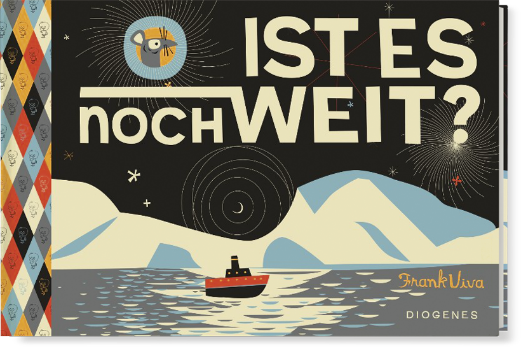 IST ES
nOCH WEIT?
Frank Viva
DIOGENES